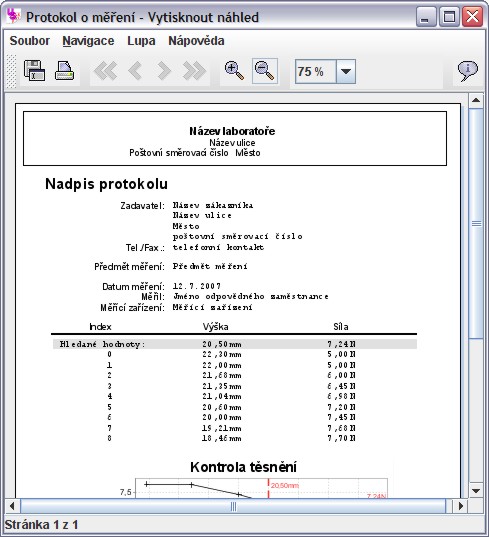 Protokol o měření - Vytisknout náhled
Soubor Navigace Lupa Nápověda
75 %
Název laboratoře
Název ulice
Poštovní směrovací číslo Město
Nadpis protokolu
Zadavatel: Název zákazníka
Název ulice
Město
poštovní směrovací číslo
Tel./Fax.: telefonní kontakt
Předmět měření: Předmět měření
Datum měření: 12.7.2007
Měřil: Jméno odpovědného zaměstnance
Měřící zařízení: Měřící zařízení
Index Výška Síla
Hledané hodnoty: 20,50mm 7,24N
0 22,30mm 5,00N
1 22,00mm 5,00N
2 21,68mm 6,00N
3 21,35mm 6,45N
4 21,04mm 6,98N
5 20,60mm 7,20N
6 20,00mm 7,45N
7 19,21mm 7,68N
8 18,46mm 7,70N
Kontrola těsnění
20.50mm
7,5
7.24N
Stránka 1 z 1